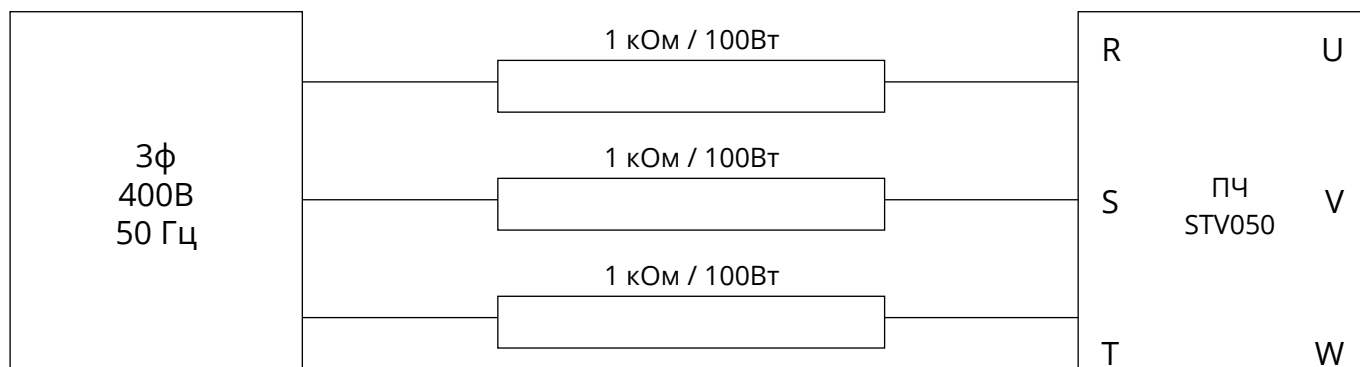 1 кОм / 100Вт
R
U
3ф
400В
50 Гц
1 кОм / 100Вт
S
ПЧ
STV050
V
1 кОм / 100Вт
T
W